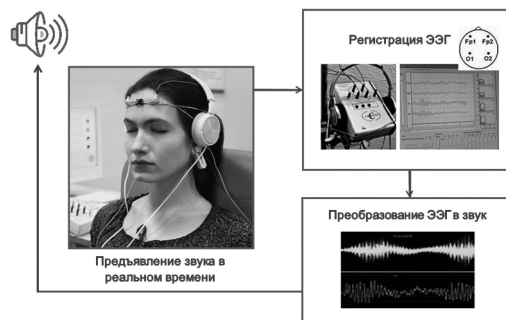 Регистрация ЭЭГ
Fp1 Fp2
O1 O2
Предъявление звука в
реальном времени
Преобразование ЭЭГ в звук